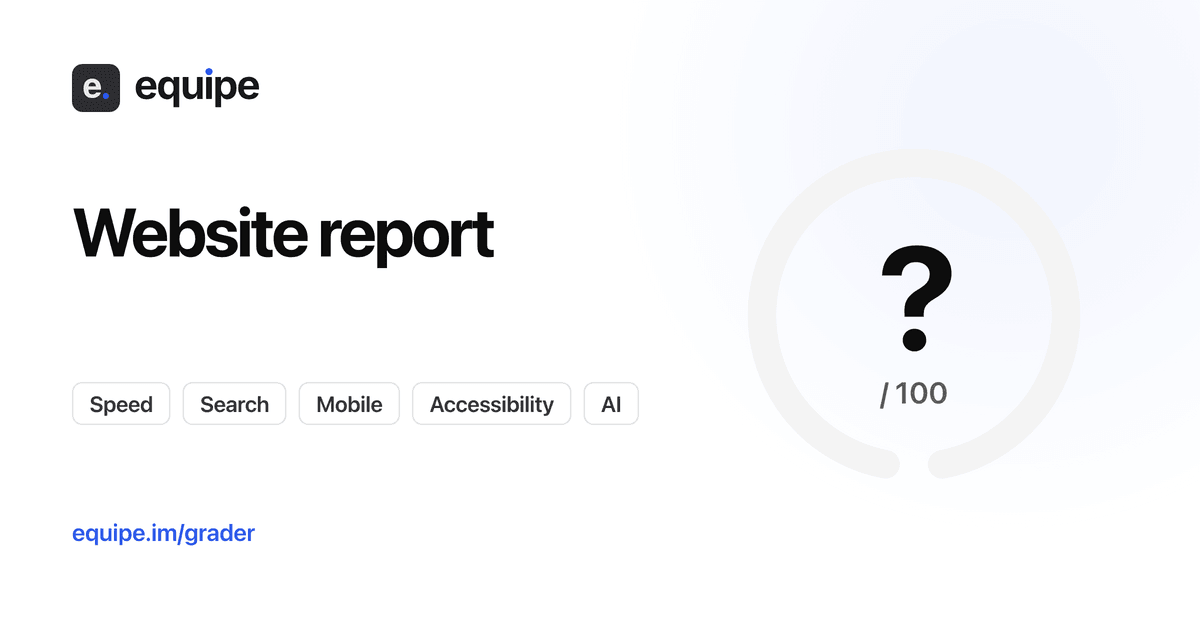 e. equipe
Website report
?
/ 100
Speed Search Mobile Accessibility AI
equipe.im/grader